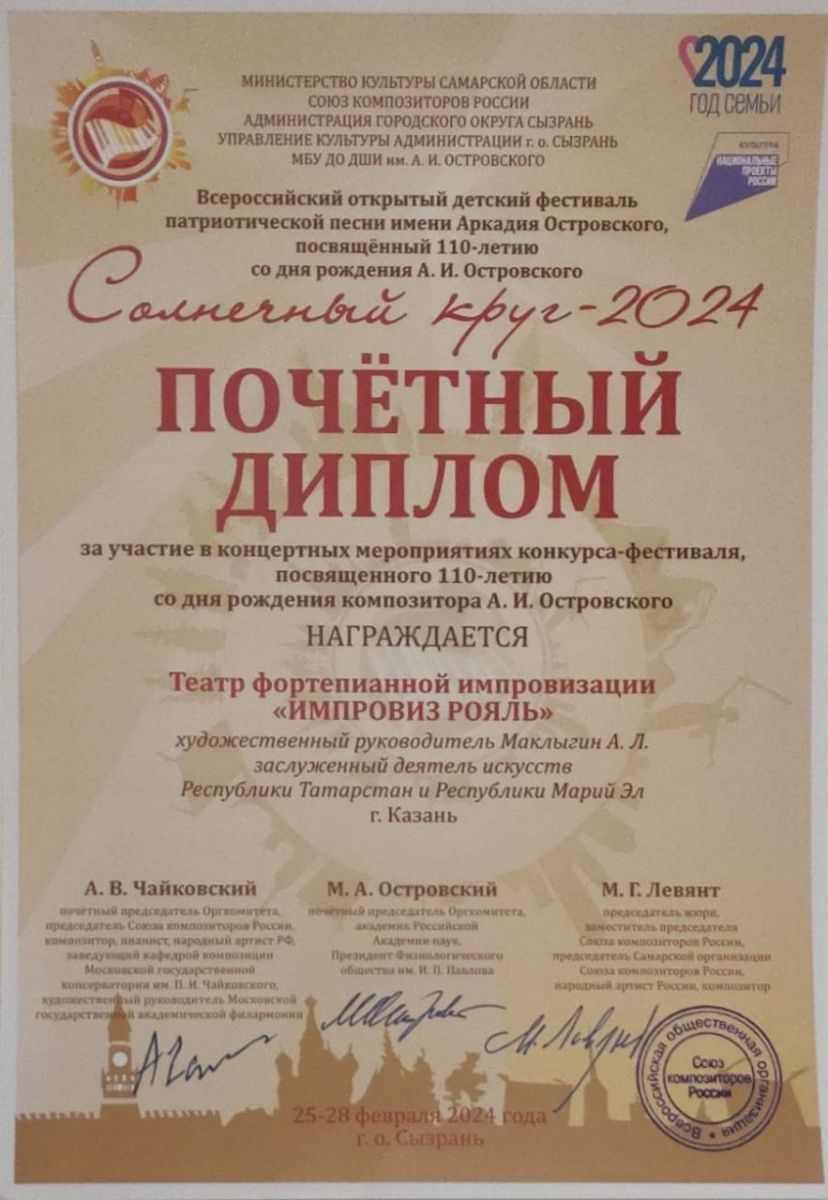 2024
ГОД СЕМЬИ
МИНИСТЕРСТВО КУЛЬТУРЫ САМАРСКОЙ ОБЛАСТИ
СОЮЗ КОМПОЗИТОРОВ РОССИИ
АДМИНИСТРАЦИЯ ГОРОДСКОГО ОКРУГА СЫЗРАНЬ
УПРАВЛЕНИЕ КУЛЬТУРЫ АДМИНИСТРАЦИИ г. о. СЫЗРАНЬ
МБУ ДО ДШИ им. А. И. ОСТРОВСКОГО
КУЛЬТУРА
НАЦИОНАЛЬНЫЕ
ПРОЕКТЫ
РОССИИ
Всероссийский открытый детский фестиваль
патриотической песни имени Аркадия Островского,
посвящённый 110-летию
со дня рождения А. И. Островского
Солнечный круг-2024
ПОЧЁТНЫЙ
ДИПЛОМ
за участие в концертных мероприятиях конкурса-фестиваля,
посвященного 110-летию
со дня рождения композитора А. И. Островского
НАГРАЖДАЕТСЯ
Театр фортепианной импровизации
«ИМПРОВИЗ РОЯЛЬ»
художественный руководитель Маклыгин А. Л.
заслуженный деятель искусств
Республики Татарстан и Республики Марий Эл
г. Казань
А. В. Чайковский
почётный председатель Оргкомитета,
председатель Союза композиторов России,
композитор, пианист, народный артист РФ,
заведующий кафедрой композиции
Московской государственной
консерватории им. П. И. Чайковского,
художественный руководитель Московской
государственной академической филармонии
М. А. Островский
почётный председатель Оргкомитета,
академик Российской
Академии наук,
Президент Физиологического
общества им. И. П. Павлова
М. Г. Левянт
председатель жюри,
заместитель председателя
Союза композиторов России,
председатель Самарской организации
Союза композиторов России,
народный артист России, композитор
Всероссийская общественная организация
Союз
композиторов
России
25-28 февраля 2024 года
г. о. Сызрань